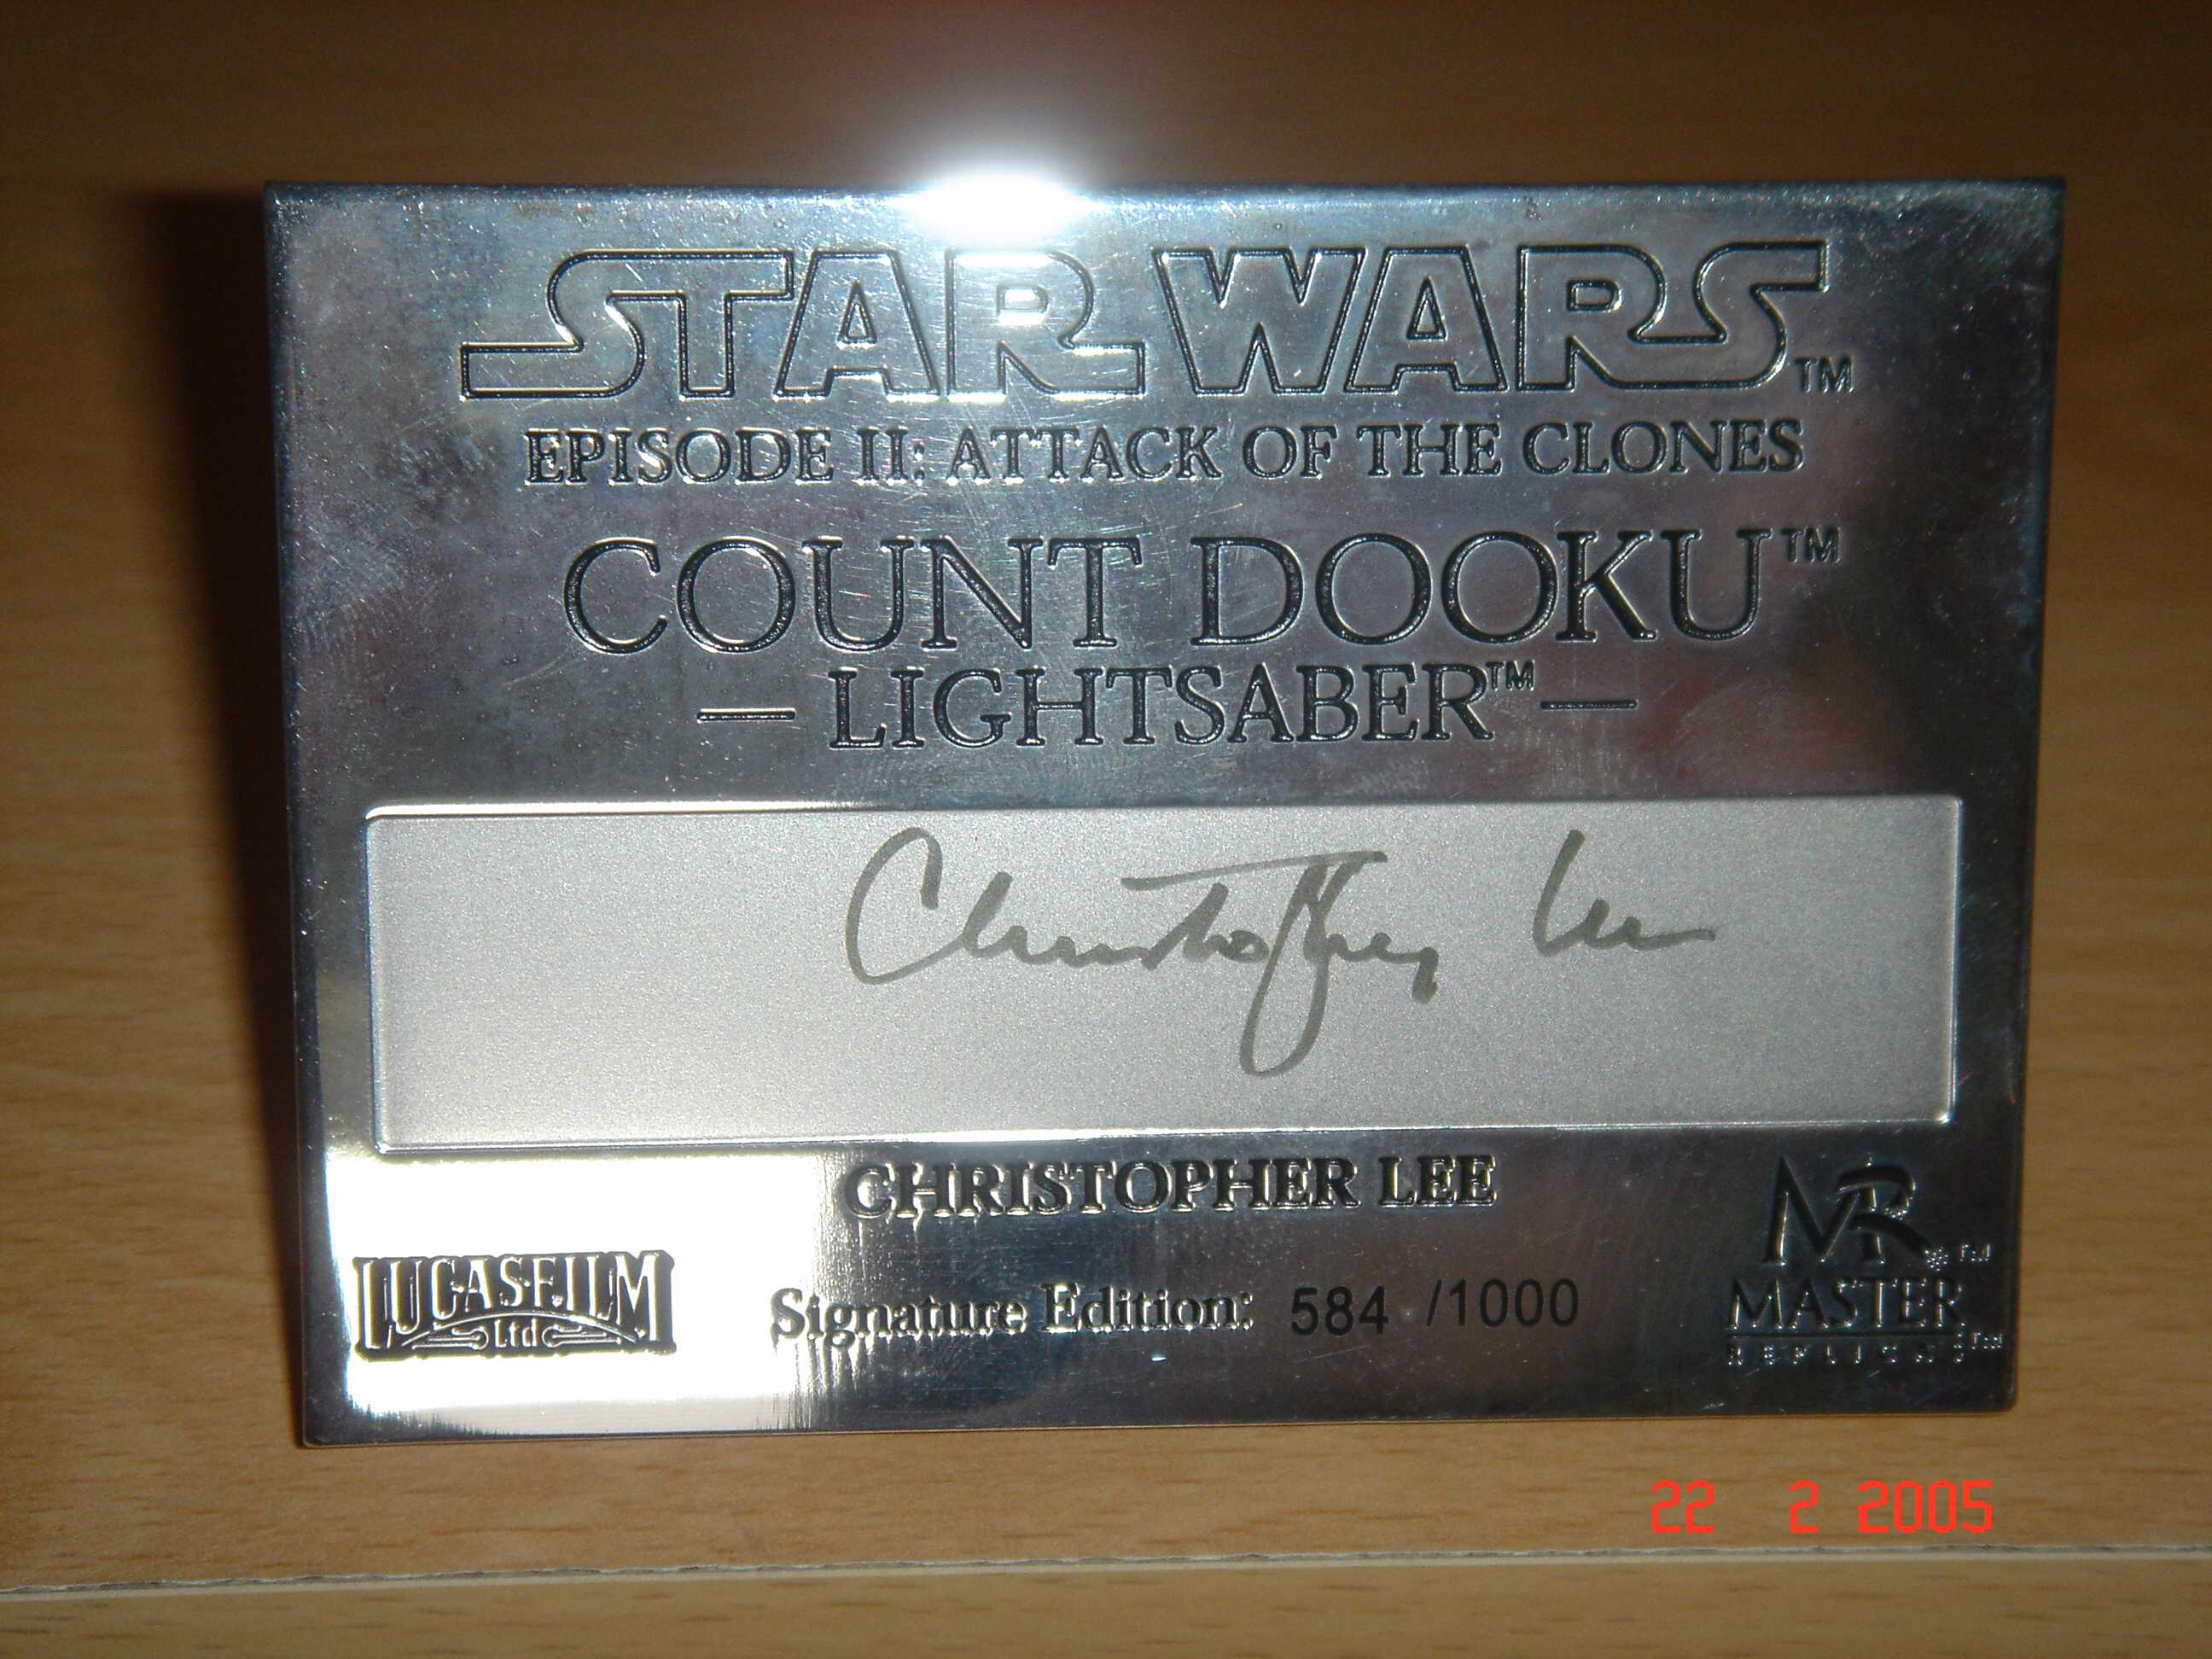 STAR WARS™
EPISODE II: ATTACK OF THE CLONES
COUNT DOOKU™
— LIGHTSABER™ —
Christopher Lee
CHRISTOPHER LEE
LUCASFILM
Ltd
Signature Edition: 584 /1000
MR
MASTER
REPLICAS
22 2 2005